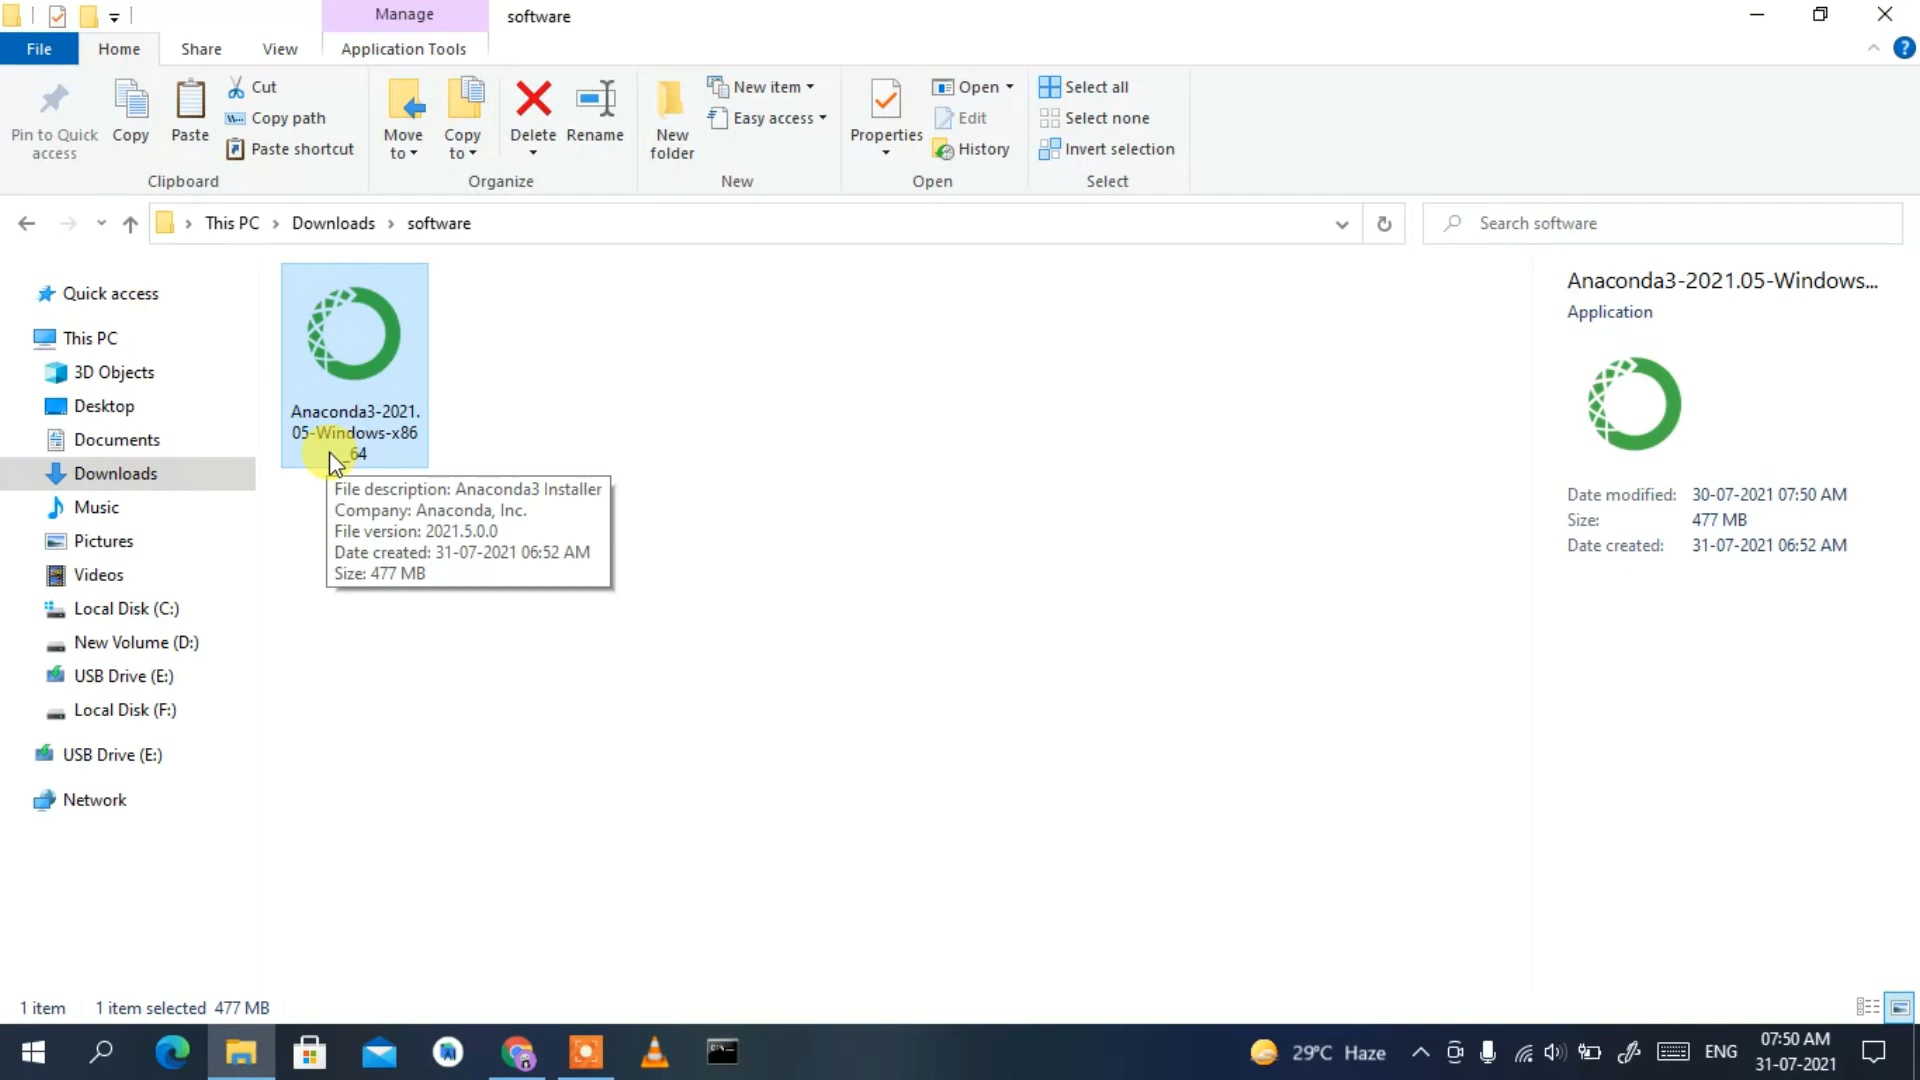 Manage
software
File
Home
Share
View
Application Tools
Pin to Quick
access
Copy
Paste
Cut
Copy path
Paste shortcut
Clipboard
Move
to
Copy
to
Delete
Rename
Organize
New
folder
New item
Easy access
New
Properties
Open
Edit
History
Open
Select all
Select none
Invert selection
Select
This PC
Downloads
software
Search software
Quick access
This PC
3D Objects
Desktop
Documents
Downloads
Music
Pictures
Videos
Local Disk (C:)
New Volume (D:)
USB Drive (E:)
Local Disk (F:)
USB Drive (E:)
Network
Anaconda3-2021.
05-Windows-x86
_64
File description: Anaconda3 Installer
Company: Anaconda, Inc.
File version: 2021.5.0.0
Date created: 31-07-2021 06:52 AM
Size: 477 MB
Anaconda3-2021.05-Windows...
Application
Date modified: 30-07-2021 07:50 AM
Size: 477 MB
Date created: 31-07-2021 06:52 AM
1 item
1 item selected 477 MB
29°C Haze
ENG
07:50 AM
31-07-2021